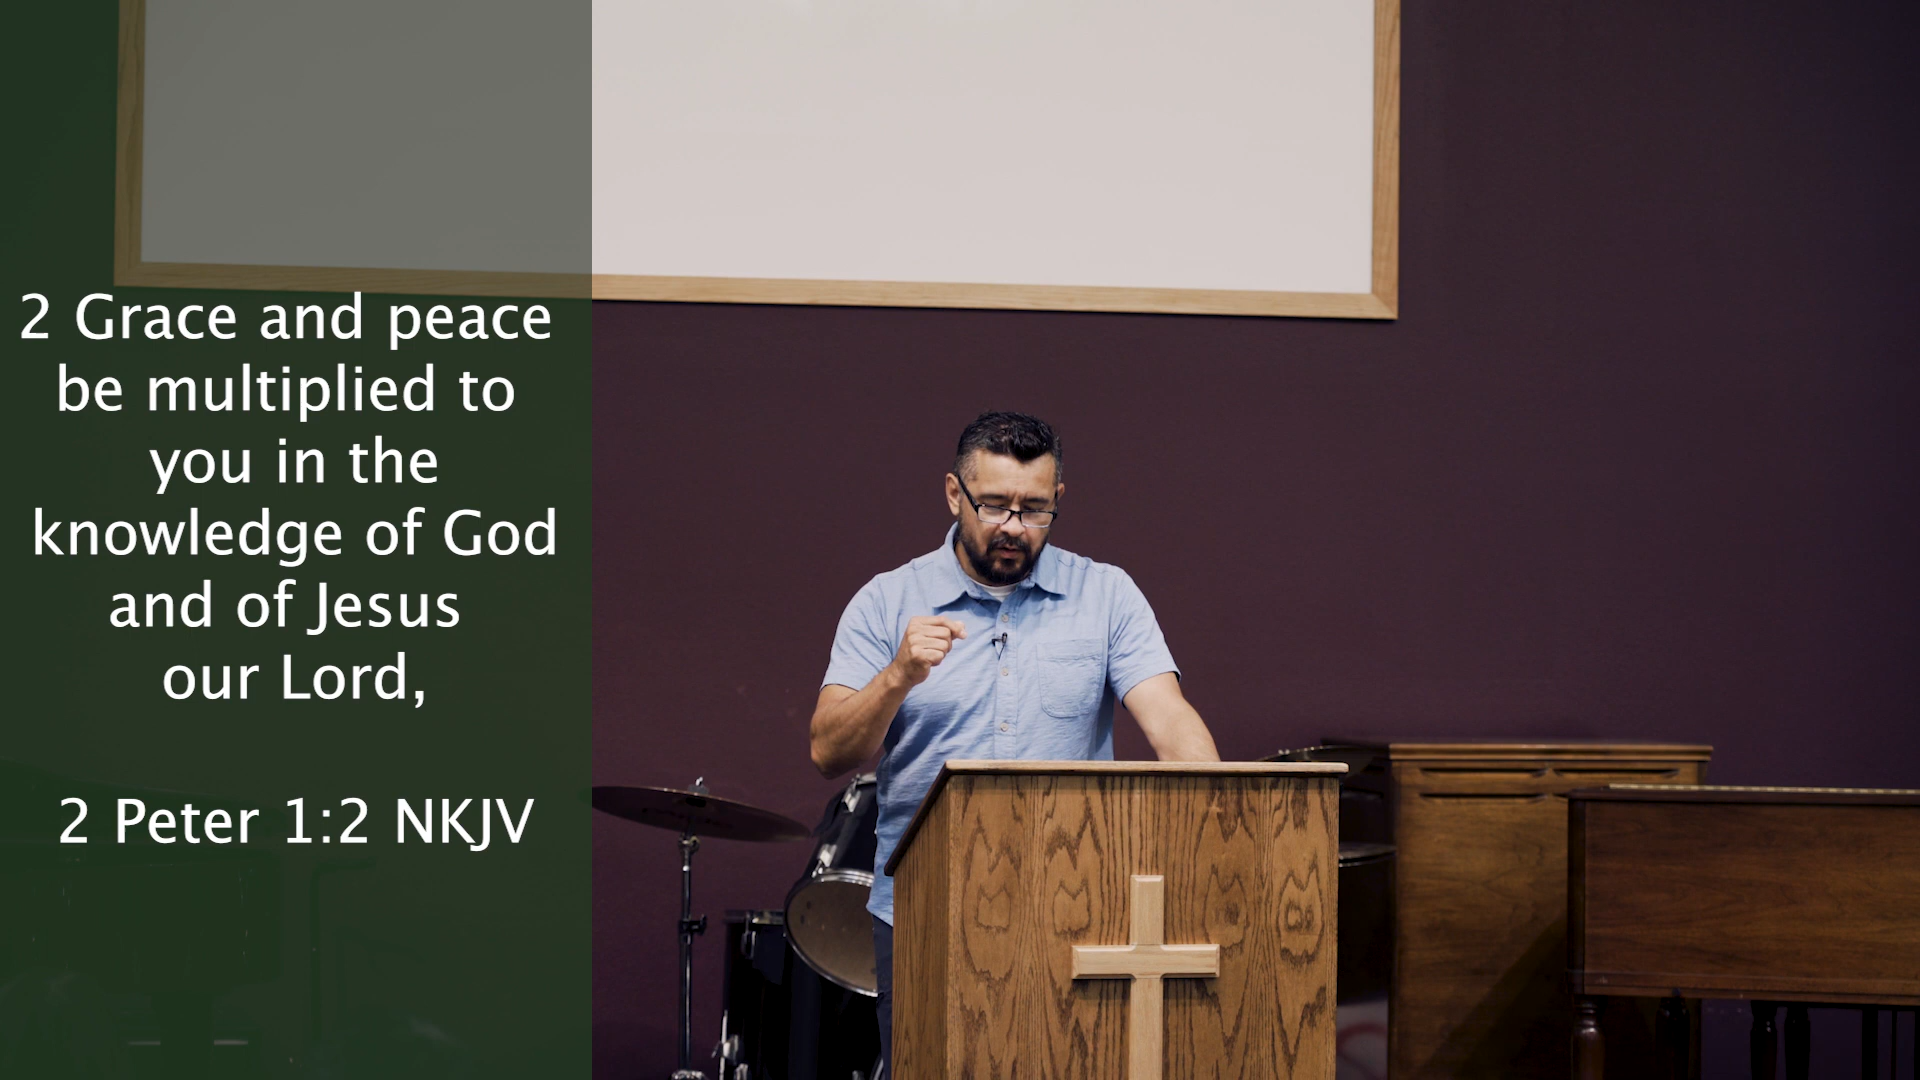 2 Grace and peace
be multiplied to
you in the
knowledge of God
and of Jesus
our Lord,
2 Peter 1:2 NKJV